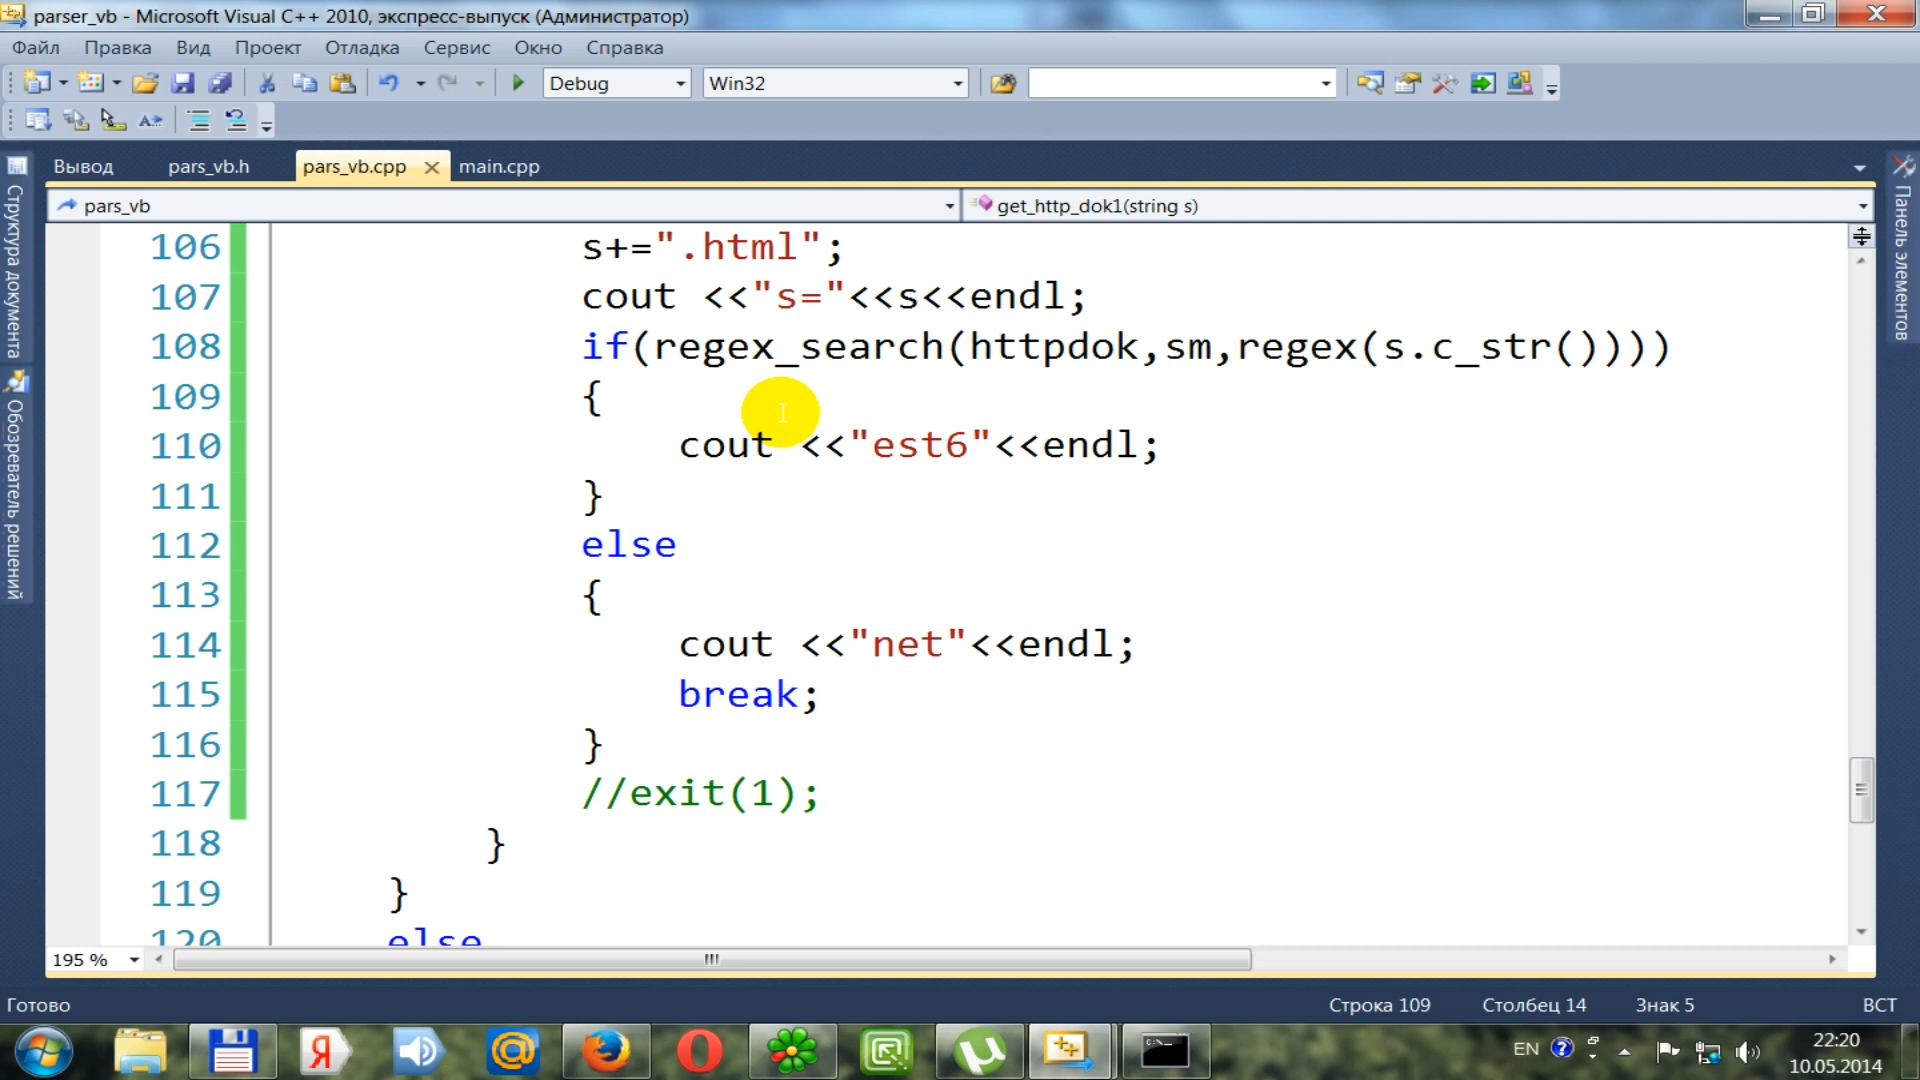 parser_vb - Microsoft Visual C++ 2010, экспресс-выпуск (Администратор)
Файл Правка Вид Проект Отладка Сервис Окно Справка
Debug Win32
Вывод pars_vb.h pars_vb.cpp main.cpp
pars_vb get_http_dok1(string s)
Структура документа
Обозреватель решений
Панель элементов
106 s+=".html";
107 cout <<"s="<<s<<endl;
108 if(regex_search(httpdok,sm,regex(s.c_str())))
109 {
110 cout <<"est6"<<endl;
111 }
112 else
113 {
114 cout <<"net"<<endl;
115 break;
116 }
117 //exit(1);
118 }
119 }
120 else
195 %
Готово Строка 109 Столбец 14 Знак 5 ВСТ
EN 22:20
10.05.2014